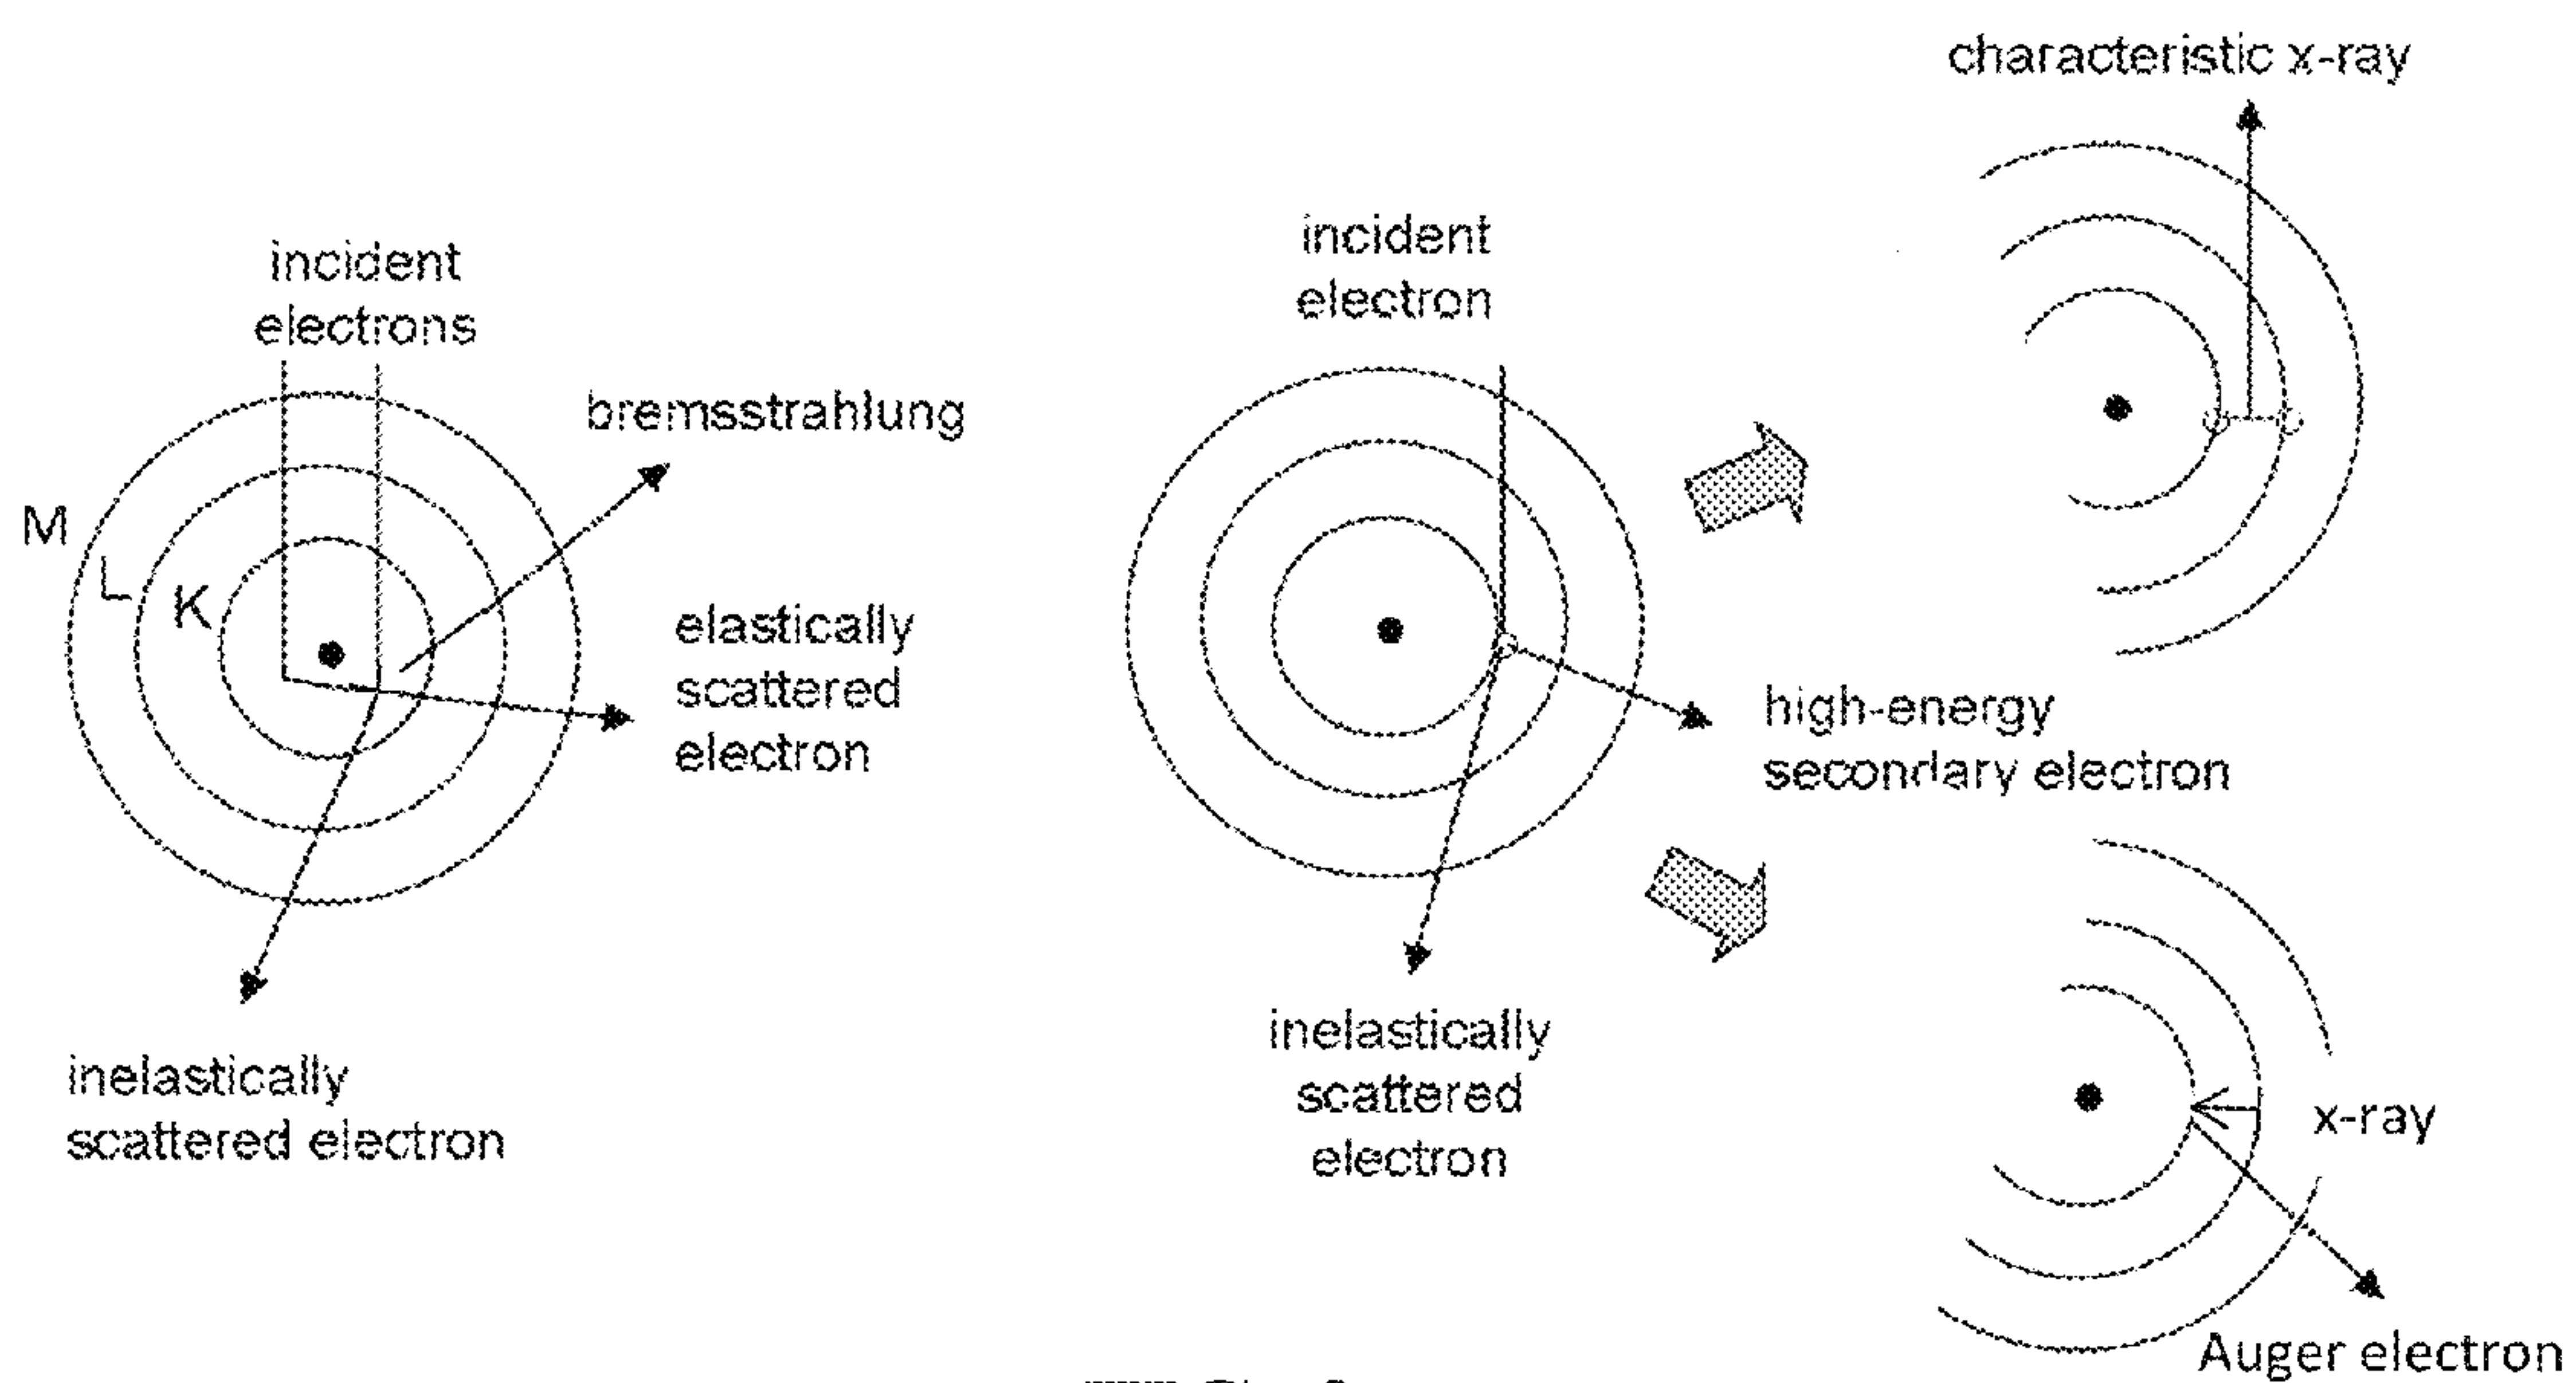 incident
electrons
bremsstrahlung
M
L
K
elastically
scattered
electron
inelastically
scattered electron
incident
electron
high-energy
secondary electron
inelastically
scattered
electron
characteristic x-ray
x-ray
Auger electron